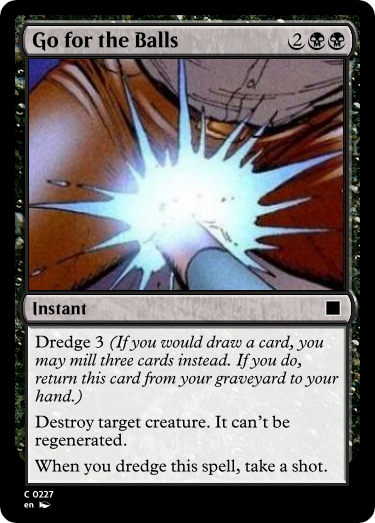 Go for the Balls 2
Instant
Dredge 3 (If you would draw a card, you
may mill three cards instead. If you do,
return this card from your graveyard to your
hand.)
Destroy target creature. It can't be
regenerated.
When you dredge this spell, take a shot.
C 0227
en